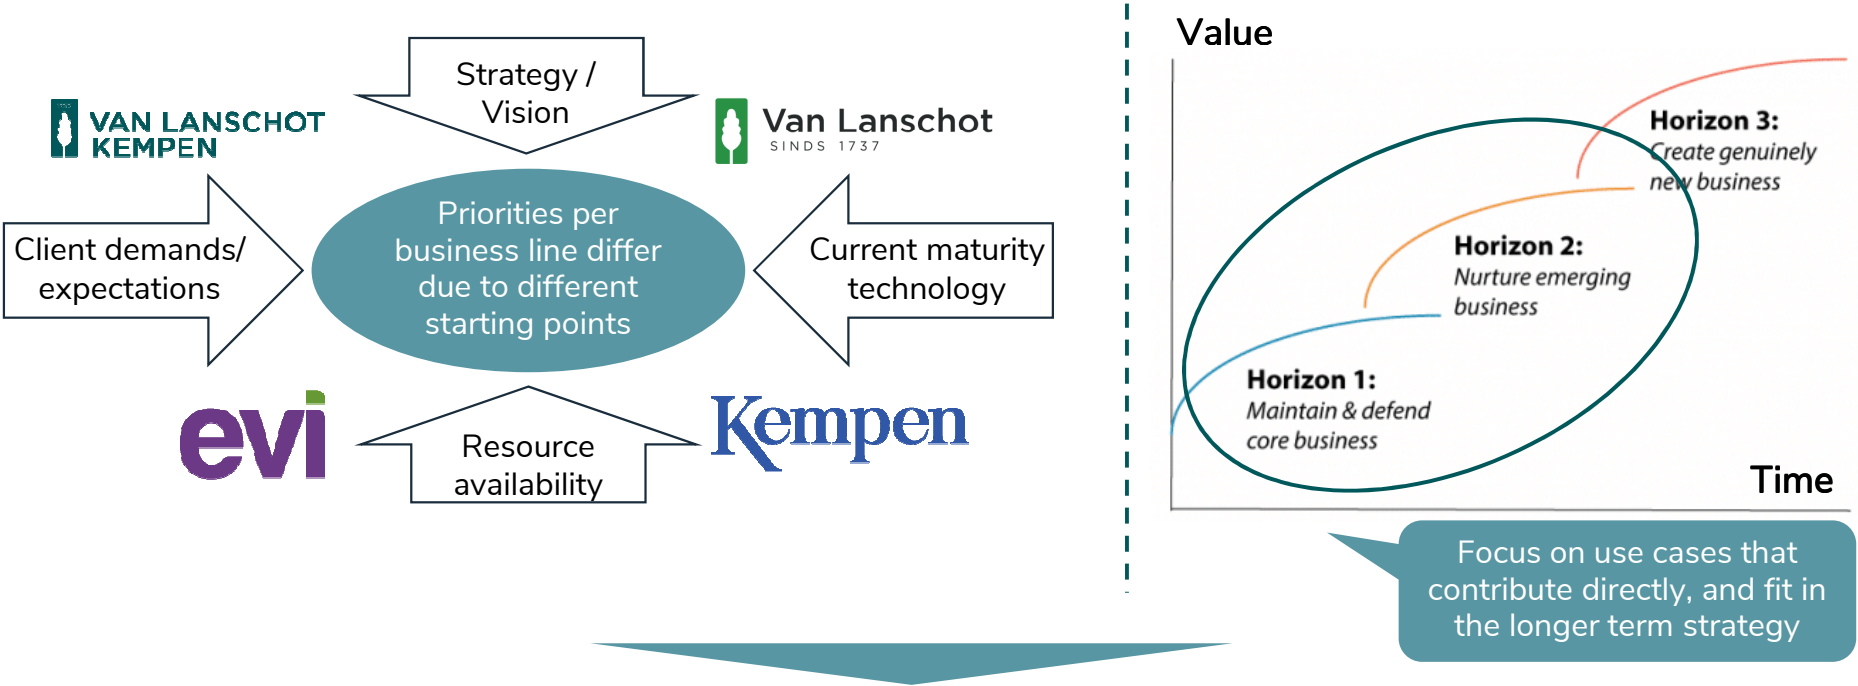 Strategy /
Vision
VAN LANSCHOT
KEMPEN
Van Lanschot
SINDS 1737
Client demands/
expectations
Priorities per
business line differ
due to different
starting points
Current maturity
technology
evi
Resource
availability
Kempen
Value
Horizon 3:
Create genuinely
new business
Horizon 2:
Nurture emerging
business
Horizon 1:
Maintain & defend
core business
Time
Focus on use cases that
contribute directly, and fit in
the longer term strategy